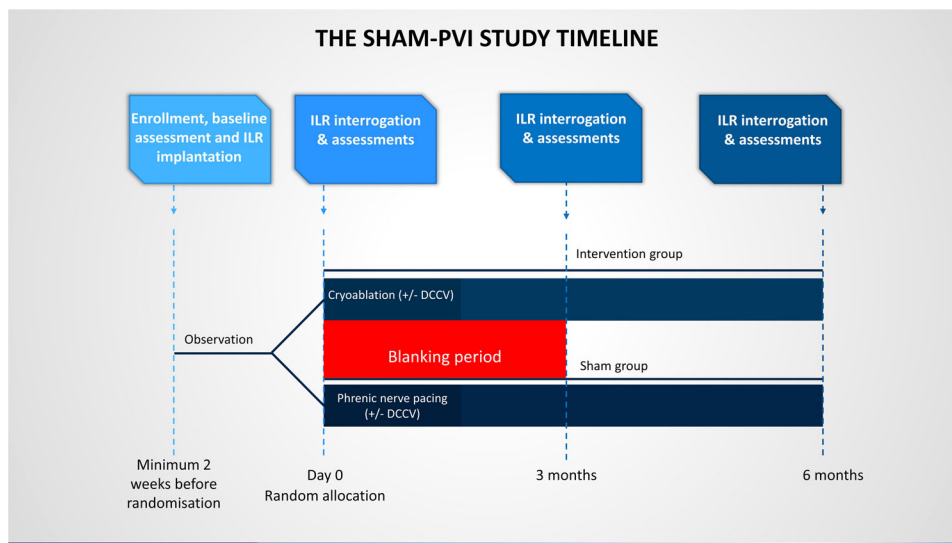 THE SHAM-PVI STUDY TIMELINE
Enrollment, baseline
assessment and ILR
implantation
ILR interrogation
& assessments
ILR interrogation
& assessments
ILR interrogation
& assessments
Intervention group
Cryoablation (+/- DCCV)
Observation
Blanking period
Sham group
Phrenic nerve pacing
(+/- DCCV)
Minimum 2
weeks before
randomisation
Day 0
Random allocation
3 months
6 months